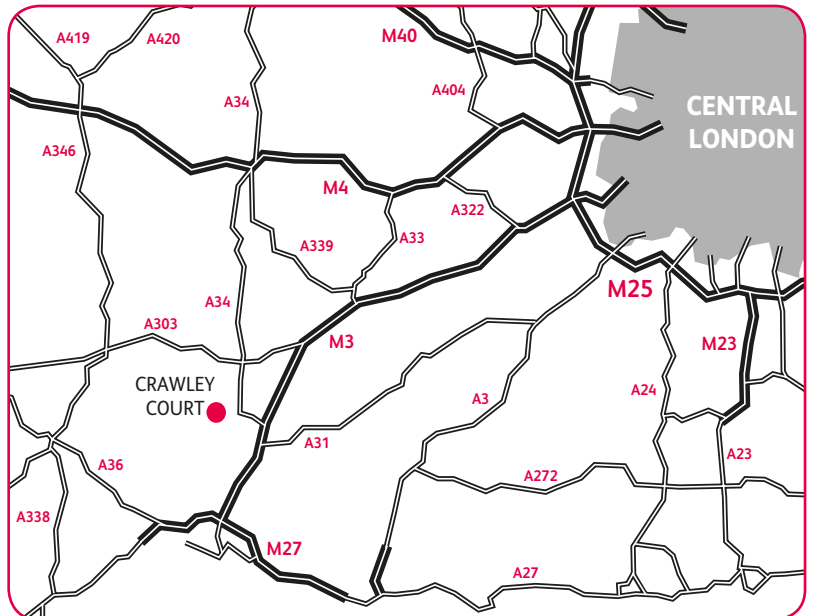 A419
A420
M40
A34
A404
CENTRAL
LONDON
A346
M4
A322
A339
A33
A34
M25
A303
M3
M23
CRAWLEY
COURT
A24
A3
A31
A23
A36
A272
A338
M27
A27